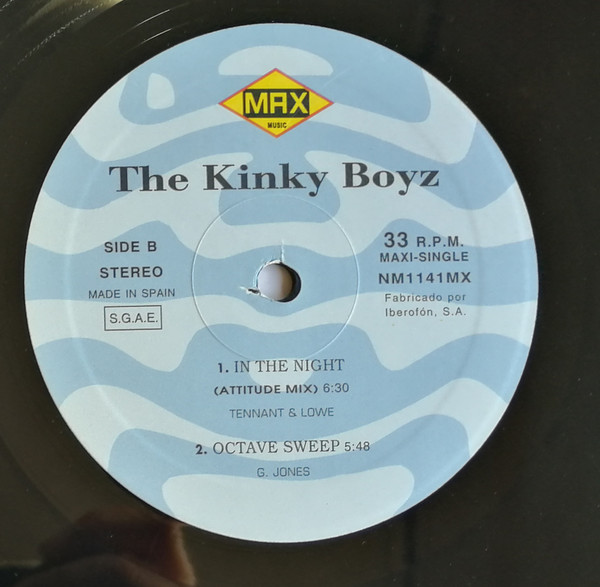 MAX
MUSIC
The Kinky Boyz
SIDE B
STEREO
MADE IN SPAIN
S.G.A.E.
33 R.P.M.
MAXI-SINGLE
NM1141MX
Fabricado por
Iberofón, S.A.
1. IN THE NIGHT
(ATTITUDE MIX) 6:30
TENNANT & LOWE
2. OCTAVE SWEEP 5:48
G. JONES